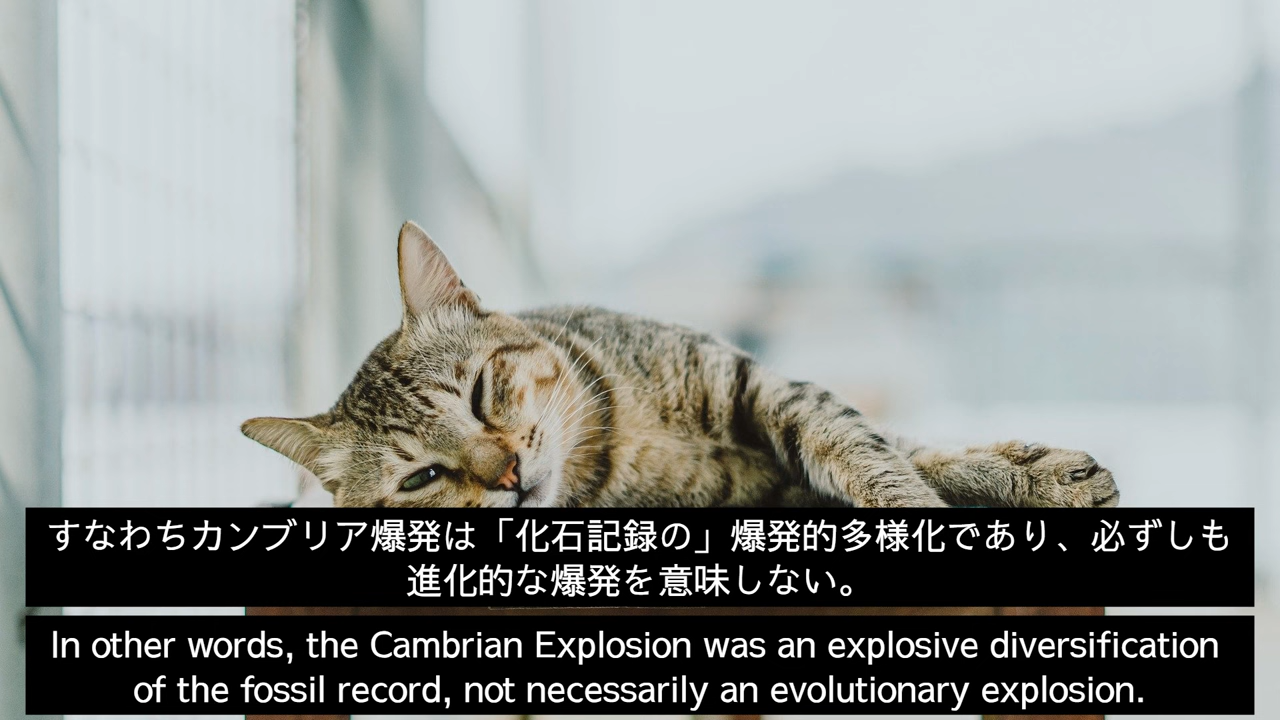 すなわちカンブリア爆発は「化石記録の」爆発的多様化であり、必ずしも
進化的な爆発を意味しない。
In other words, the Cambrian Explosion was an explosive diversification
of the fossil record, not necessarily an evolutionary explosion.